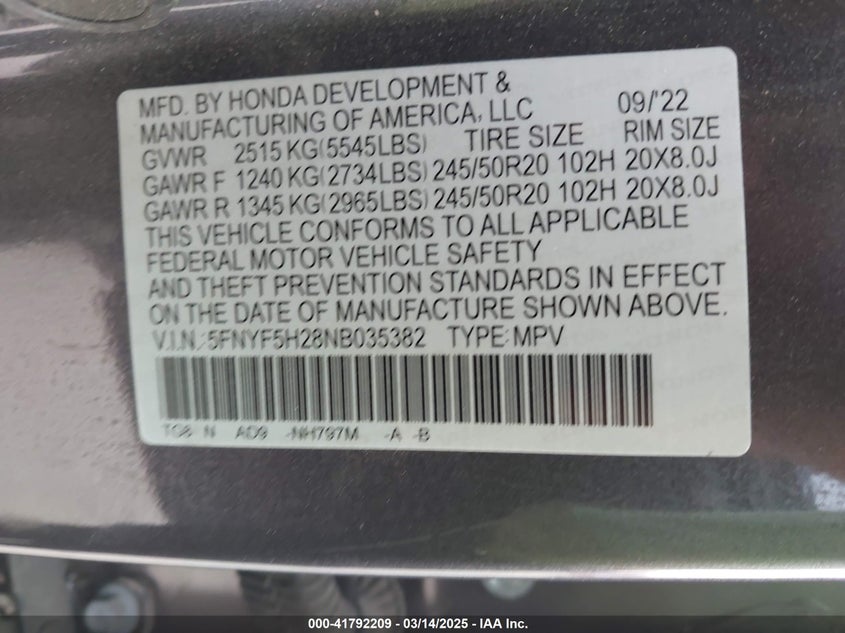 MFD. BY HONDA DEVELOPMENT &
MANUFACTURING OF AMERICA, LLC 09/'22
GVWR 2515 KG(5545LBS) TIRE SIZE RIM SIZE
GAWR F 1240 KG(2734LBS) 245/50R20 102H 20X8.0J
GAWR R 1345 KG(2965LBS) 245/50R20 102H 20X8.0J
THIS VEHICLE CONFORMS TO ALL APPLICABLE
FEDERAL MOTOR VEHICLE SAFETY
AND THEFT PREVENTION STANDARDS IN EFFECT
ON THE DATE OF MANUFACTURE SHOWN ABOVE.
V.I.N.:5FNYF5H28NB035382 TYPE:MPV
TG8 N AD9 -NH797M -A -B
000-41792209 - 03/14/2025 - IAA Inc.